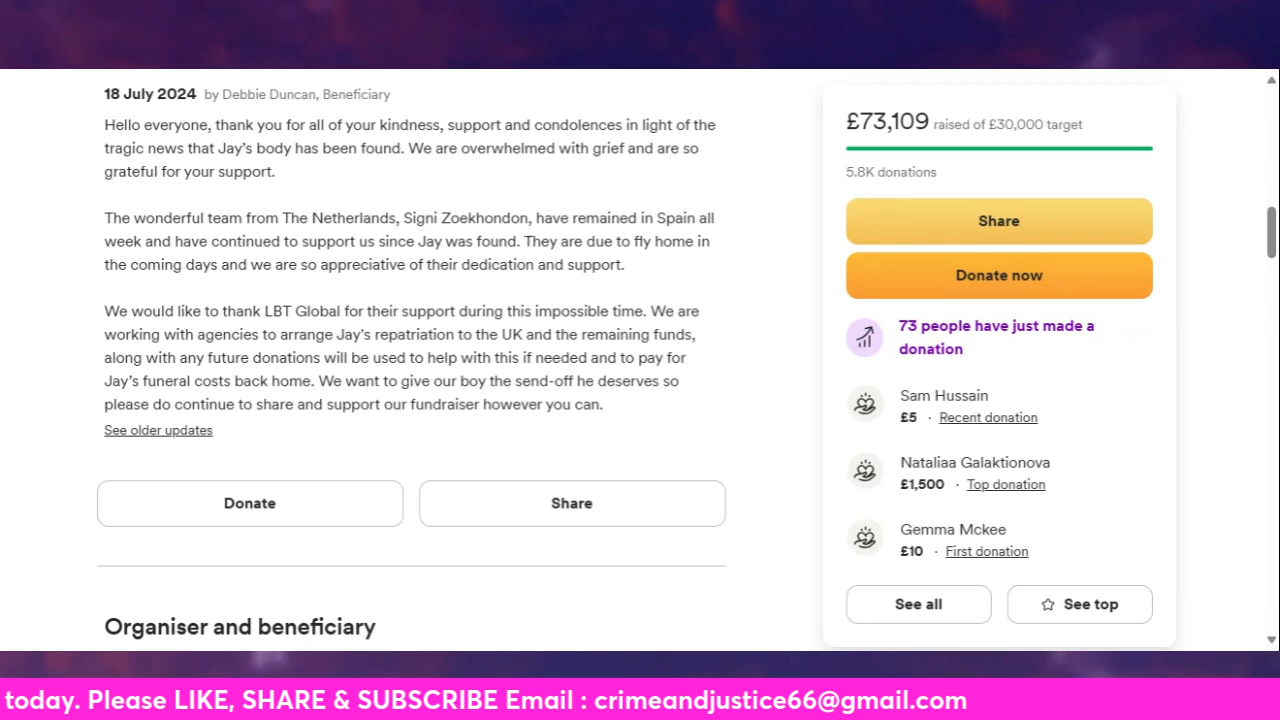 18 July 2024 by Debbie Duncan, Beneficiary
Hello everyone, thank you for all of your kindness, support and condolences in light of the
tragic news that Jay's body has been found. We are overwhelmed with grief and are so
grateful for your support.
The wonderful team from The Netherlands, Signi Zoekhondon, have remained in Spain all
week and have continued to support us since Jay was found. They are due to fly home in
the coming days and we are so appreciative of their dedication and support.
We would like to thank LBT Global for their support during this impossible time. We are
working with agencies to arrange Jay's repatriation to the UK and the remaining funds,
along with any future donations will be used to help with this if needed and to pay for
Jay's funeral costs back home. We want to give our boy the send-off he deserves so
please do continue to share and support our fundraiser however you can.
See older updates
Donate
Share
Organiser and beneficiary
£73,109 raised of £30,000 target
5.8K donations
Share
Donate now
73 people have just made a
donation
Sam Hussain
£5 · Recent donation
Nataliaa Galaktionova
£1,500 · Top donation
Gemma Mckee
£10 · First donation
See all
See top
today. Please LIKE, SHARE & SUBSCRIBE Email : crimeandjustice66@gmail.com